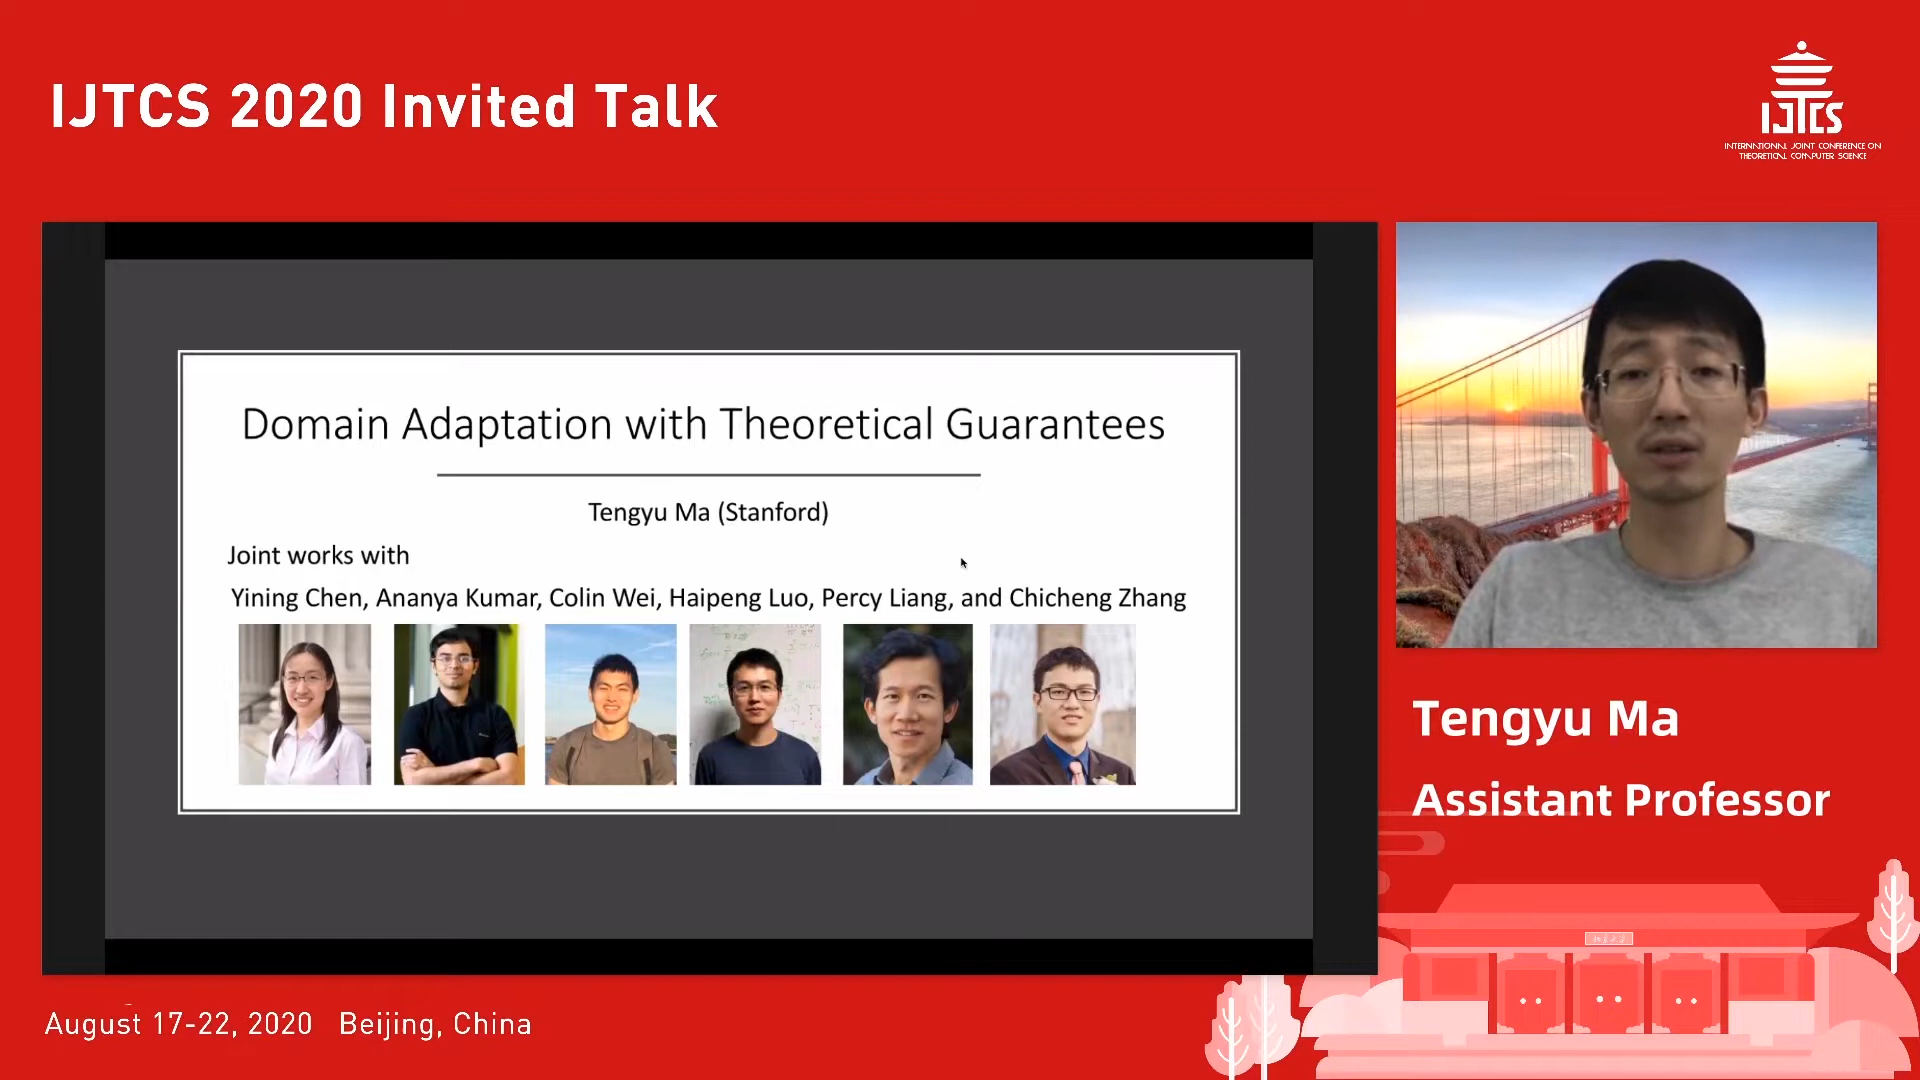 IJTCS 2020 Invited Talk
IJTCS
INTERNATIONAL JOINT CONFERENCE ON
THEORETICAL COMPUTER SCIENCE
Domain Adaptation with Theoretical Guarantees
Tengyu Ma (Stanford)
Joint works with
Yining Chen, Ananya Kumar, Colin Wei, Haipeng Luo, Percy Liang, and Chicheng Zhang
Tengyu Ma
Assistant Professor
August 17-22, 2020 Beijing, China